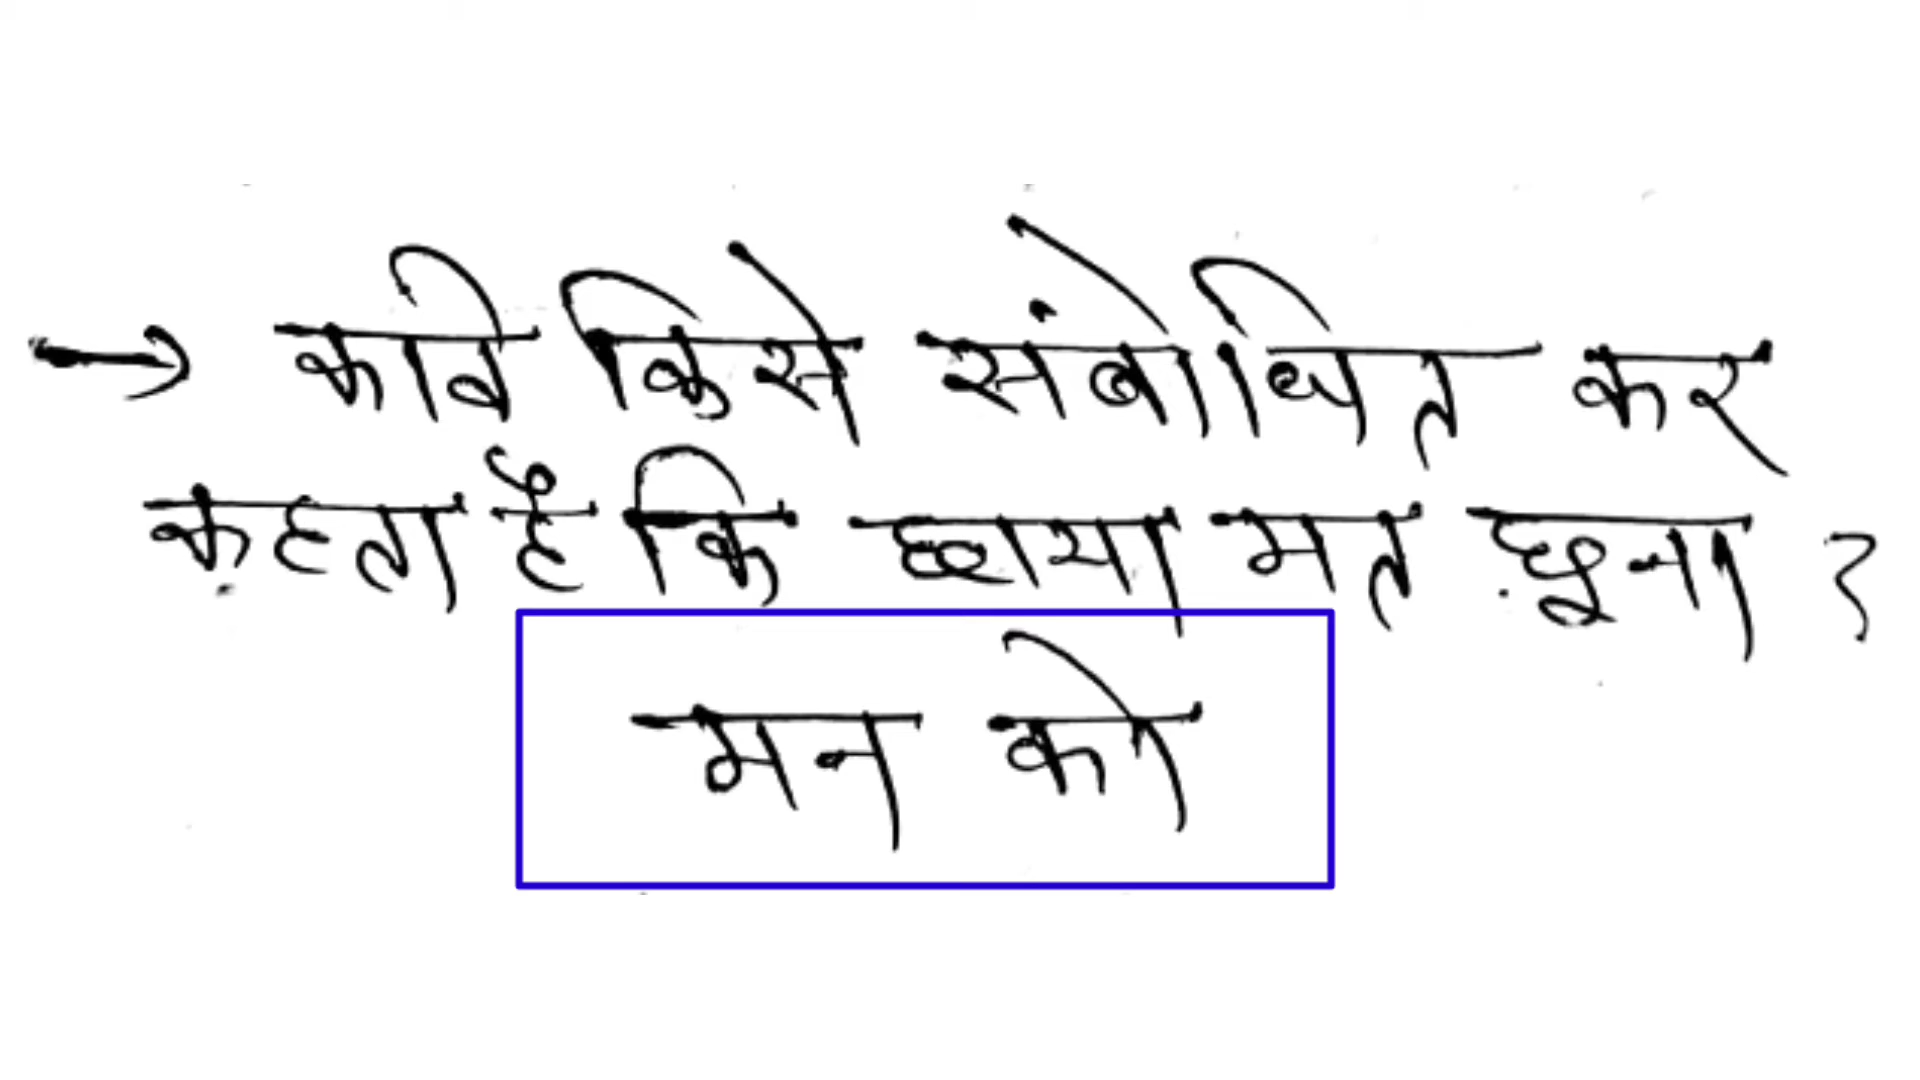 → कवि किसे संबोधित कर
कहता है कि छाया मत छूना ?
मन को